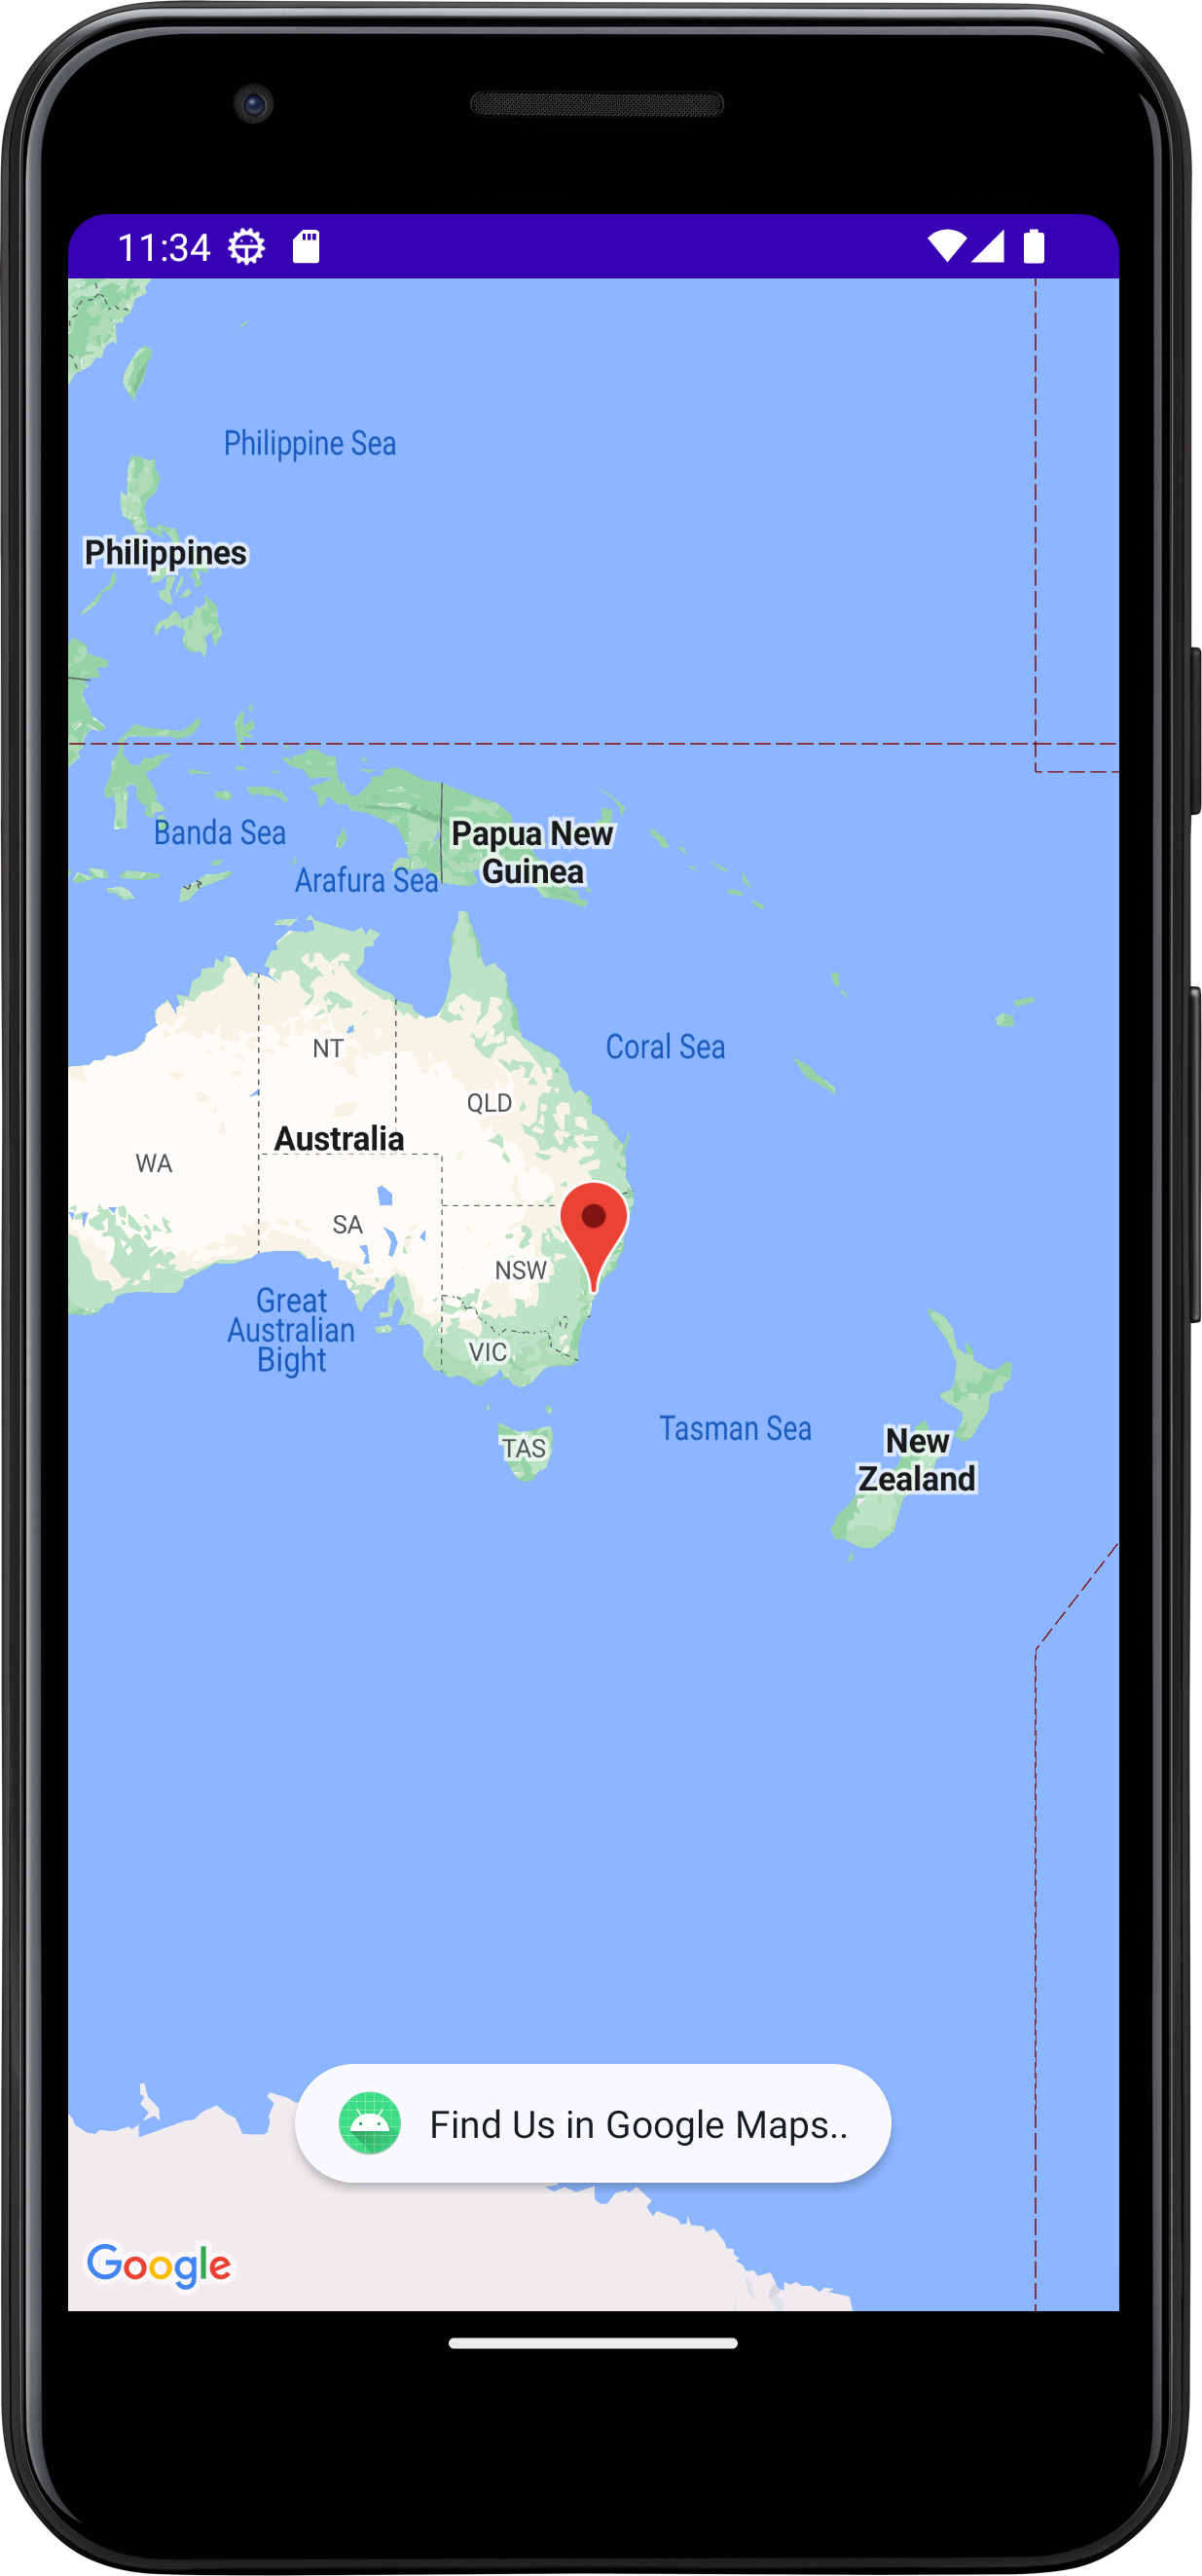 11:34
Philippine Sea
Philippines
Banda Sea
Papua New
Guinea
Arafura Sea
NT
Coral Sea
QLD
Australia
WA
SA
NSW
Great
Australian
Bight
VIC
Tasman Sea
TAS
New
Zealand
Find Us in Google Maps..
Google